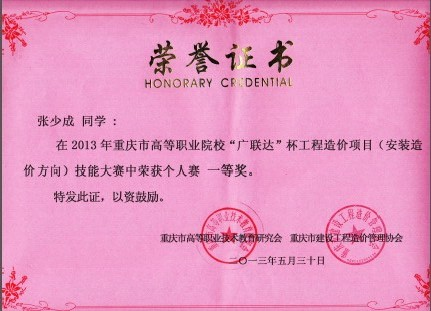 荣誉证书
HONORARY CREDENTIAL
张少成 同学：
在 2013 年重庆市高等职业院校“广联达”杯工程造价项目（安装造
价方向）技能大赛中荣获个人赛 一等奖。
特发此证，以资鼓励。
重庆市高等职业技术教育研究会 重庆市建设工程造价管理协会
二〇一三年五月三十日